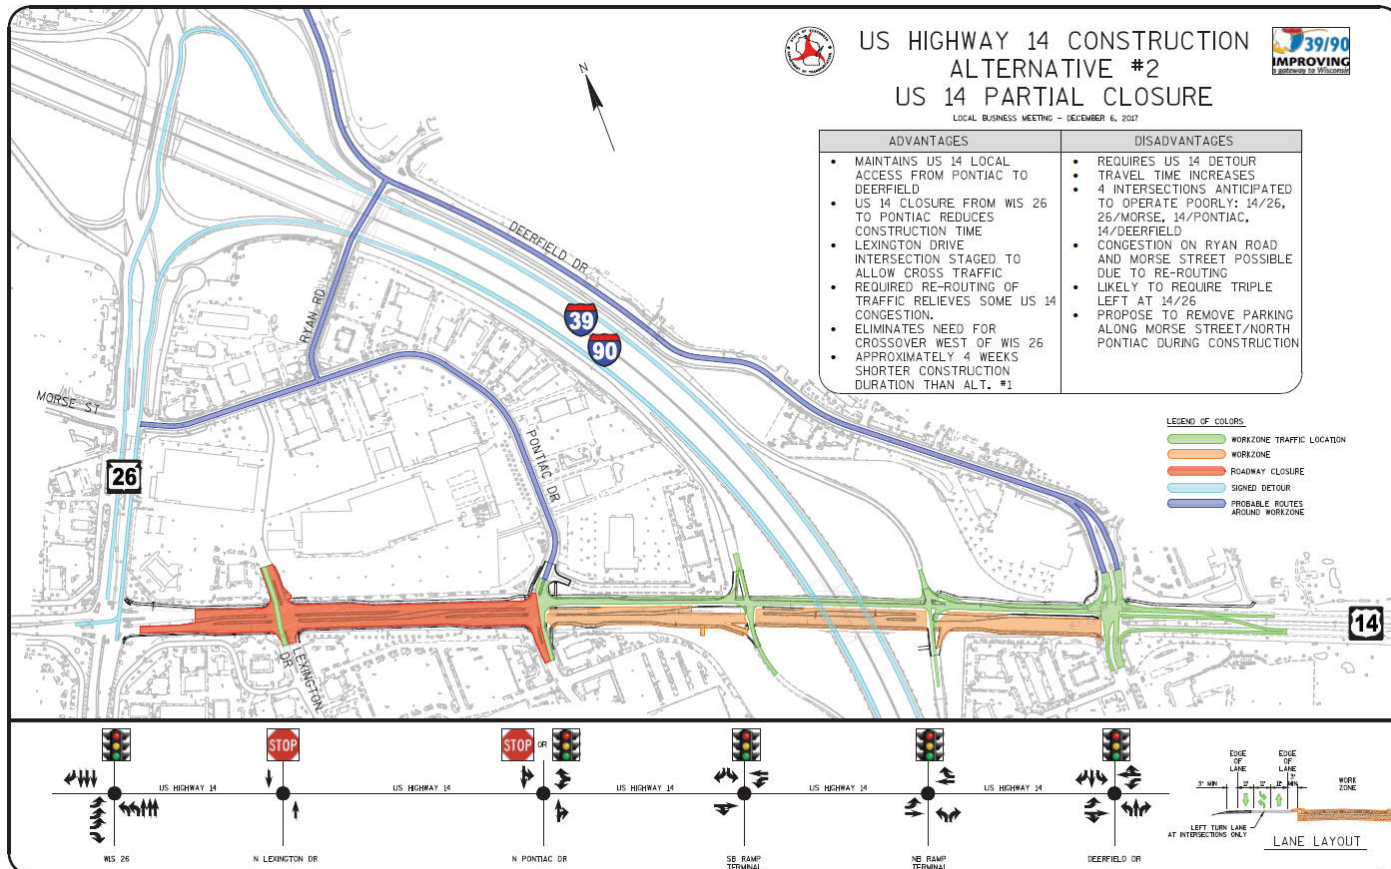 US HIGHWAY 14 CONSTRUCTION
ALTERNATIVE #2
US 14 PARTIAL CLOSURE
LOCAL BUSINESS MEETING - DECEMBER 6, 2017
39/90
IMPROVING
a gateway to Wisconsin
ADVANTAGES
• MAINTAINS US 14 LOCAL
ACCESS FROM PONTIAC TO
DEERFIELD
• US 14 CLOSURE FROM WIS 26
TO PONTIAC REDUCES
CONSTRUCTION TIME
• LEXINGTON DRIVE
INTERSECTION STAGED TO
ALLOW CROSS TRAFFIC
• REQUIRED RE-ROUTING OF
TRAFFIC RELIEVES SOME US 14
CONGESTION.
• ELIMINATES NEED FOR
CROSSOVER WEST OF WIS 26
• APPROXIMATELY 4 WEEKS
SHORTER CONSTRUCTION
DURATION THAN ALT. #1
DISADVANTAGES
• REQUIRES US 14 DETOUR
• TRAVEL TIME INCREASES
• 4 INTERSECTIONS ANTICIPATED
TO OPERATE POORLY: 14/26,
26/MORSE, 14/PONTIAC,
14/DEERFIELD
• CONGESTION ON RYAN ROAD
AND MORSE STREET POSSIBLE
DUE TO RE-ROUTING
• LIKELY TO REQUIRE TRIPLE
LEFT AT 14/26
• PROPOSE TO REMOVE PARKING
ALONG MORSE STREET/NORTH
PONTIAC DURING CONSTRUCTION
N
DEERFIELD DR
RYAN RD
39
90
MORSE ST
PONTIAC DR
26
LEXINGTON
DR
14
LEGEND OF COLORS
WORKZONE TRAFFIC LOCATION
WORKZONE
ROADWAY CLOSURE
SIGNED DETOUR
PROBABLE ROUTES
AROUND WORKZONE
STOP
STOP OR
US HIGHWAY 14
US HIGHWAY 14
US HIGHWAY 14
US HIGHWAY 14
US HIGHWAY 14
WIS 26
N LEXINGTON DR
N PONTIAC DR
SB RAMP
TERMINAL
NB RAMP
TERMINAL
DEERFIELD DR
EDGE
OF
LANE
EDGE
OF
LANE
3' MIN
3'
MIN
WORK
ZONE
LEFT TURN LANE
AT INTERSECTIONS ONLY
LANE LAYOUT